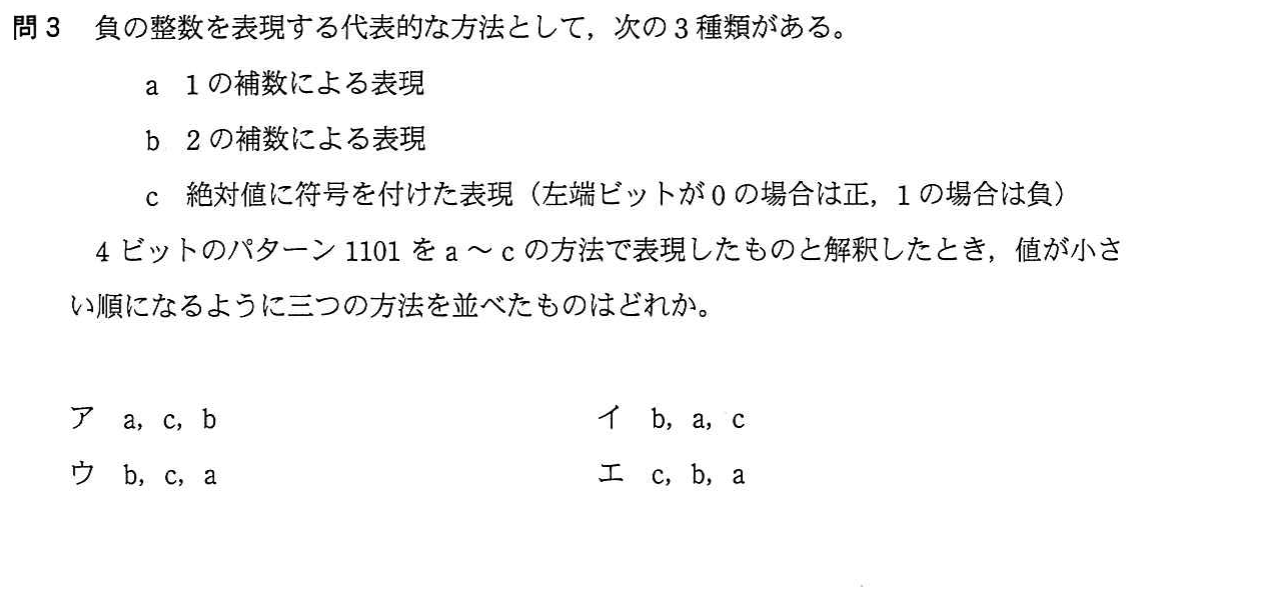 問3 負の整数を表現する代表的な方法として，次の3種類がある。
a 1の補数による表現
b 2の補数による表現
c 絶対値に符号を付けた表現（左端ビットが0の場合は正，1の場合は負）
4ビットのパターン1101をa～cの方法で表現したものと解釈したとき，値が小さ
い順になるように三つの方法を並べたものはどれか。
ア a, c, b イ b, a, c
ウ b, c, a エ c, b, a